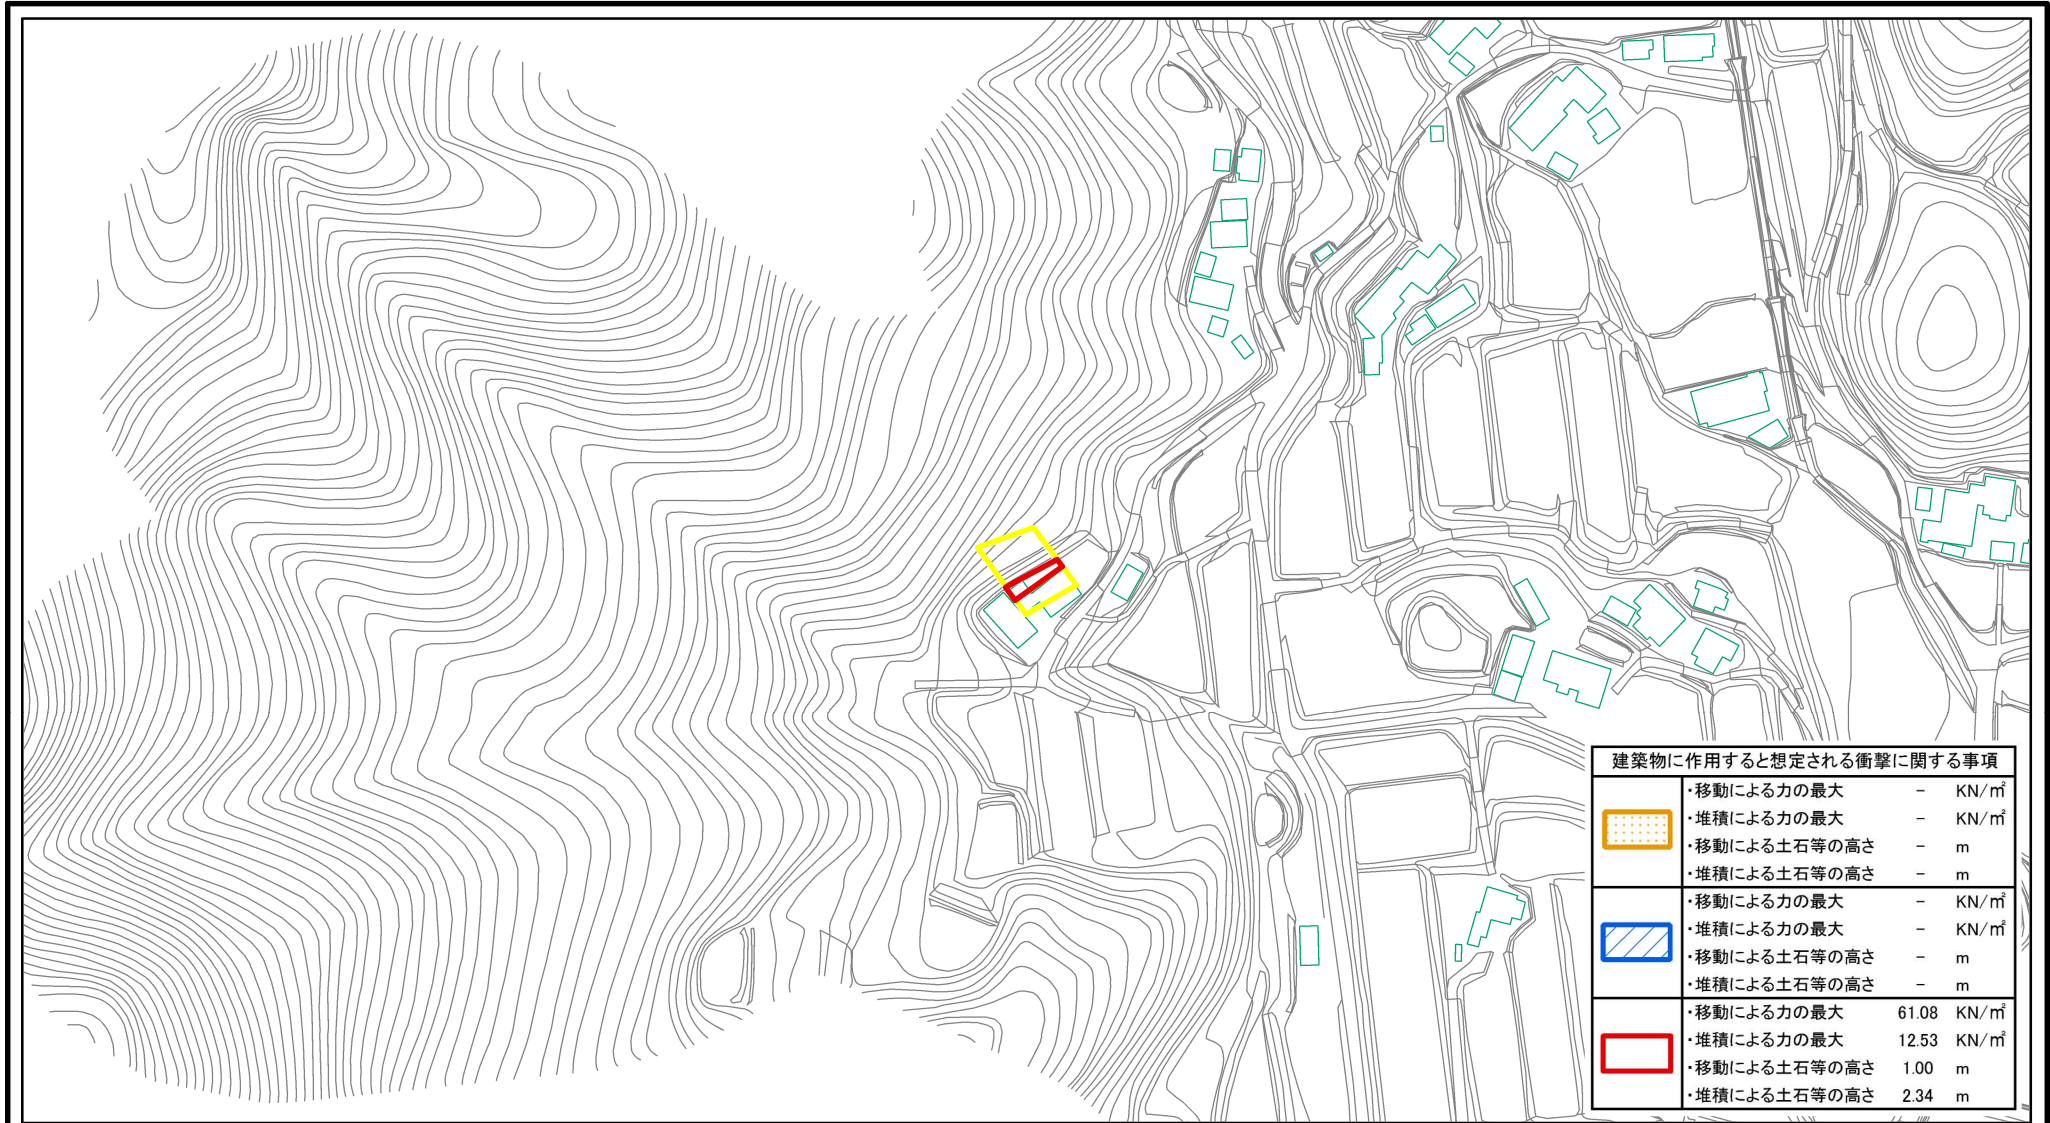 建築物に作用すると想定される衝撃に関する事項
・移動による力の最大 - KN/㎡
・堆積による力の最大 - KN/㎡
・移動による土石等の高さ - m
・堆積による土石等の高さ - m
・移動による力の最大 - KN/㎡
・堆積による力の最大 - KN/㎡
・移動による土石等の高さ - m
・堆積による土石等の高さ - m
・移動による力の最大 61.08 KN/㎡
・堆積による力の最大 12.53 KN/㎡
・移動による土石等の高さ 1.00 m
・堆積による土石等の高さ 2.34 m